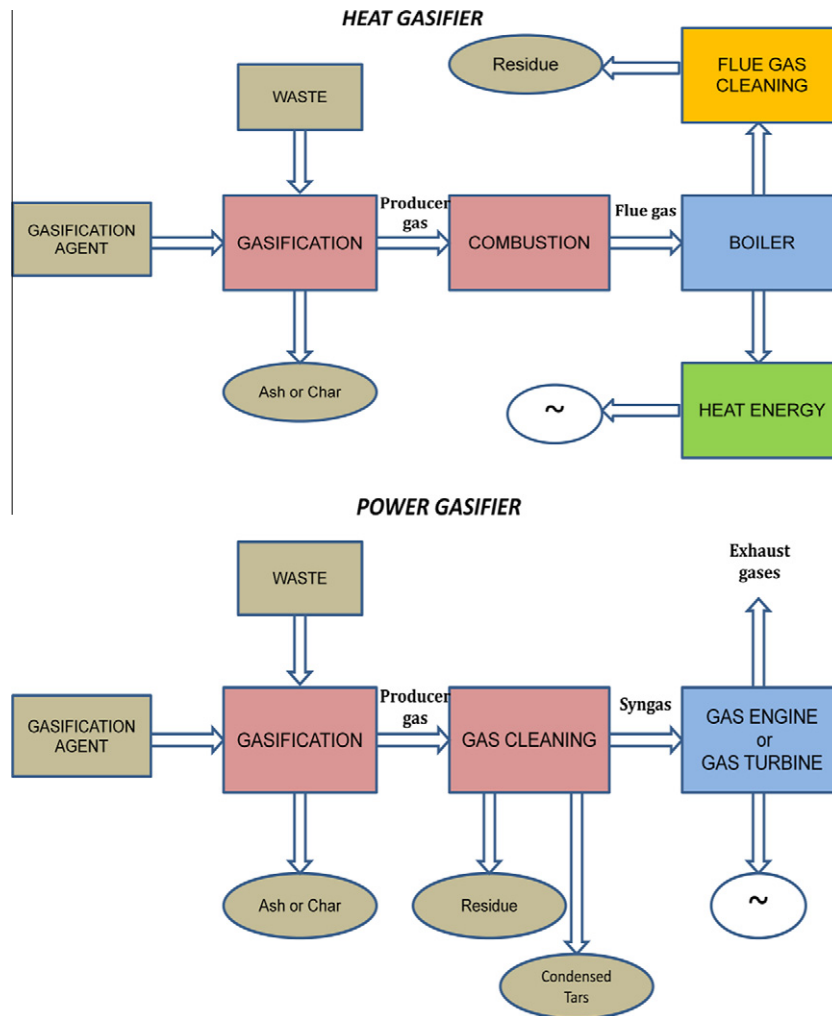 HEAT GASIFIER
Residue
FLUE GAS
CLEANING
WASTE
GASIFICATION
AGENT
GASIFICATION
Producer
gas
COMBUSTION
Flue gas
BOILER
Ash or Char
~
HEAT ENERGY
POWER GASIFIER
WASTE
Exhaust
gases
GASIFICATION
AGENT
GASIFICATION
Producer
gas
GAS CLEANING
Syngas
GAS ENGINE
or
GAS TURBINE
Ash or Char
Residue
~
Condensed
Tars